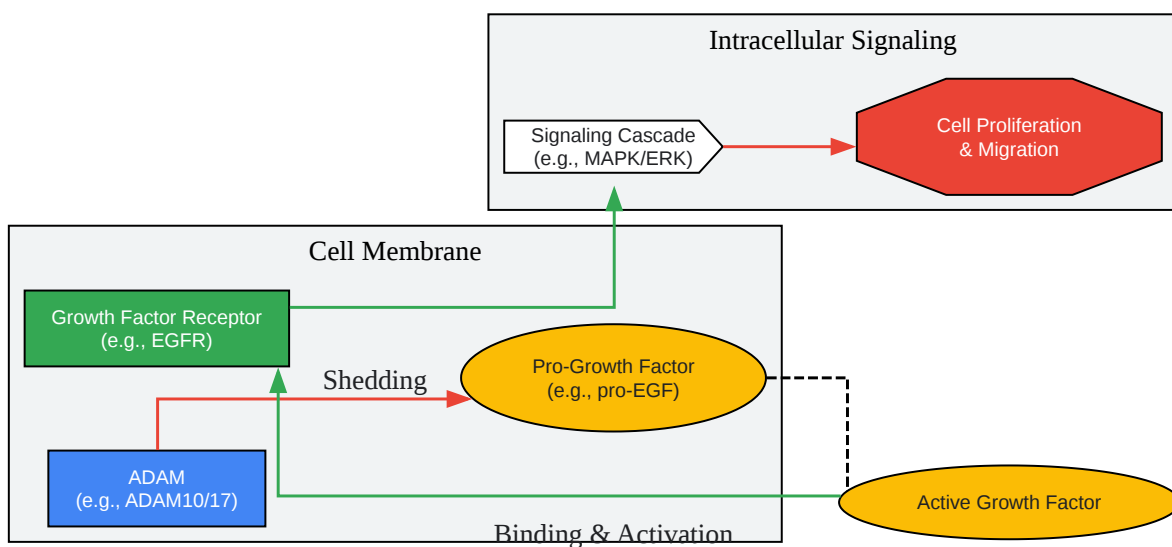 Intracellular Signaling
Signaling Cascade
(e.g., MAPK/ERK)
Cell Proliferation
& Migration
Cell Membrane
Growth Factor Receptor
(e.g., EGFR)
Shedding
Pro-Growth Factor
(e.g., pro-EGF)
ADAM
(e.g., ADAM10/17)
Active Growth Factor
Binding & Activation